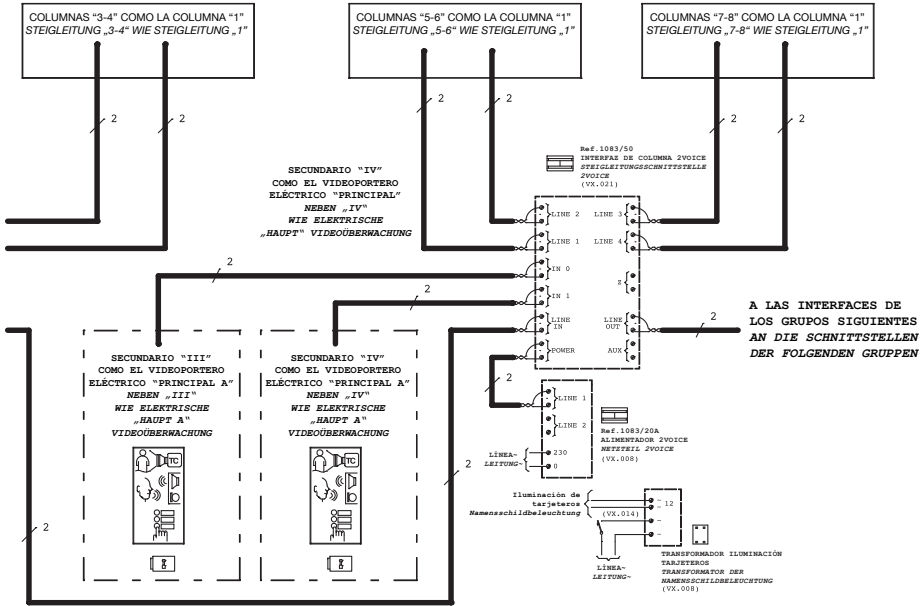 COLUMNAS “3-4” COMO LA COLUMNA “1”
STEIGLEITUNG „3-4“ WIE STEIGLEITUNG „1”
COLUMNAS “5-6” COMO LA COLUMNA “1”
STEIGLEITUNG „5-6“ WIE STEIGLEITUNG „1”
COLUMNAS “7-8” COMO LA COLUMNA “1”
STEIGLEITUNG „7-8“ WIE STEIGLEITUNG „1”
2
2
2
2
2
2
Ref.1083/50
INTERFAZ DE COLUMNA 2VOICE
STEIGLEITUNGSSCHNITTSTELLE
2VOICE
(VX.021)
SECUNDARIO “IV”
COMO EL VIDEOPORTERO
ELÉCTRICO “PRINCIPAL”
NEBEN „IV“
WIE ELEKTRISCHE
„HAUPT“ VIDEOÜBERWACHUNG
LINE 2
LINE 3
LINE 1
LINE 4
IN 0
Z
IN 1
LINE
IN
LINE
OUT
POWER
AUX
2
2
2
2
2
2
A LAS INTERFACES DE
LOS GRUPOS SIGUIENTES
AN DIE SCHNITTSTELLEN
DER FOLGENDEN GRUPPEN
SECUNDARIO “III”
COMO EL VIDEOPORTERO
ELÉCTRICO “PRINCIPAL A”
NEBEN „III“
WIE ELEKTRISCHE
„HAUPT A“
VIDEOÜBERWACHUNG
TC
SECUNDARIO “IV”
COMO EL VIDEOPORTERO
ELÉCTRICO “PRINCIPAL A”
NEBEN „IV“
WIE ELEKTRISCHE
„HAUPT A“
VIDEOÜBERWACHUNG
TC
LINE 1
LINE 2
230
0
LÍNEA~
LEITUNG~
Ref.1083/20A
ALIMENTADOR 2VOICE
NETZTEIL 2VOICE
(VX.008)
Iluminación de
tarjeteros
Namensschildbeleuchtung
(VX.014)
~ 12
~
~
~
LÍNEA~
LEITUNG~
TRANSFORMADOR ILUMINACIÓN
TARJETEROS
TRANSFORMATOR DER
NAMENSSCHILDBELEUCHTUNG
(VX.008)